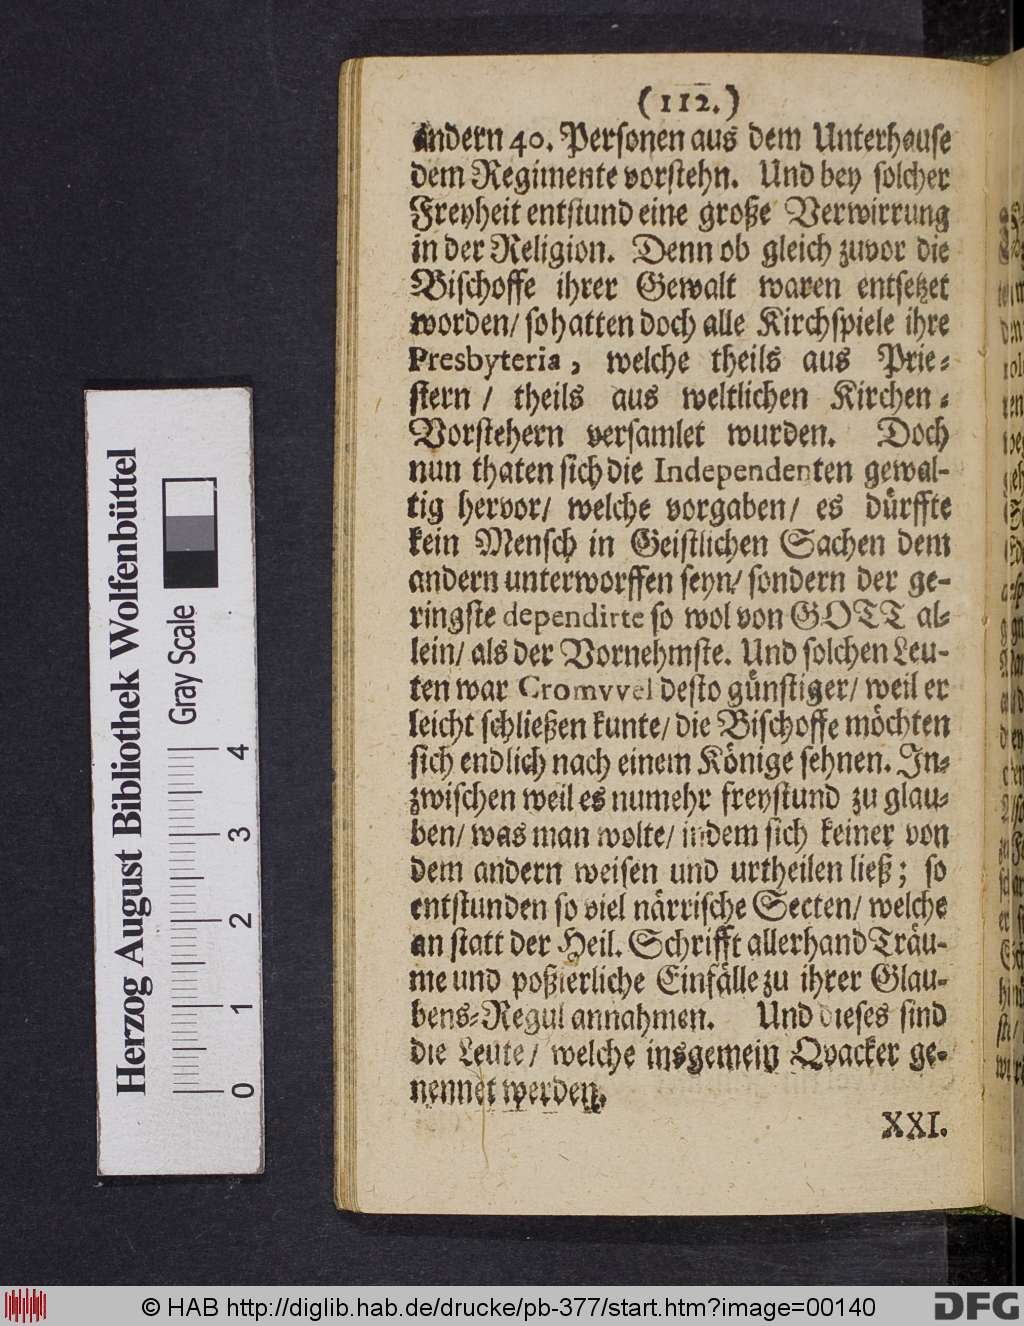 (112.)
andern 40. Personen aus dem Unterhause
dem Regimente vorstehn. Und bey solcher
Freyheit entstund eine große Verwirrung
in der Religion. Denn ob gleich zuvor die
Bischoffe ihrer Gewalt waren entsetzet
worden/ so hatten doch alle Kirchspiele ihre
Presbyteria, welche theils aus Prie-
stern / theils aus weltlichen Kirchen-
Vorstehern versamlet wurden. Doch
nun thaten sich die Independenten gewal-
tig hervor/ welche vorgaben/ es dürffte
kein Mensch in Geistlichen Sachen dem
andern unterworffen seyn/ sondern der ge-
ringste dependirte so wol von GOTT al-
lein/ als der Vornehmste. Und solchen Leu-
ten war Cromvvel desto günstiger/ weil er
leicht schließen kunte/ die Bischoffe möchten
sich endlich nach einem Könige sehnen. In-
zwischen weil es numehr frey stund zu glau-
ben/ was man wolte/ indem sich keiner von
dem andern weisen und urtheilen ließ; so
entstunden so viel närrische Secten/ welche
an statt der Heil. Schrifft allerhand Träu-
me und poßierliche Einfälle zu ihrer Glau-
bens-Regul annahmen. Und dieses sind
die Leute/ welche insgemein Qvacker ge-
nennet werden.
XXI.
Herzog August Bibliothek Wolfenbüttel
Gray Scale
0 1 2 3 4
© HAB http://diglib.hab.de/drucke/pb-377/start.htm?image=00140
DFG